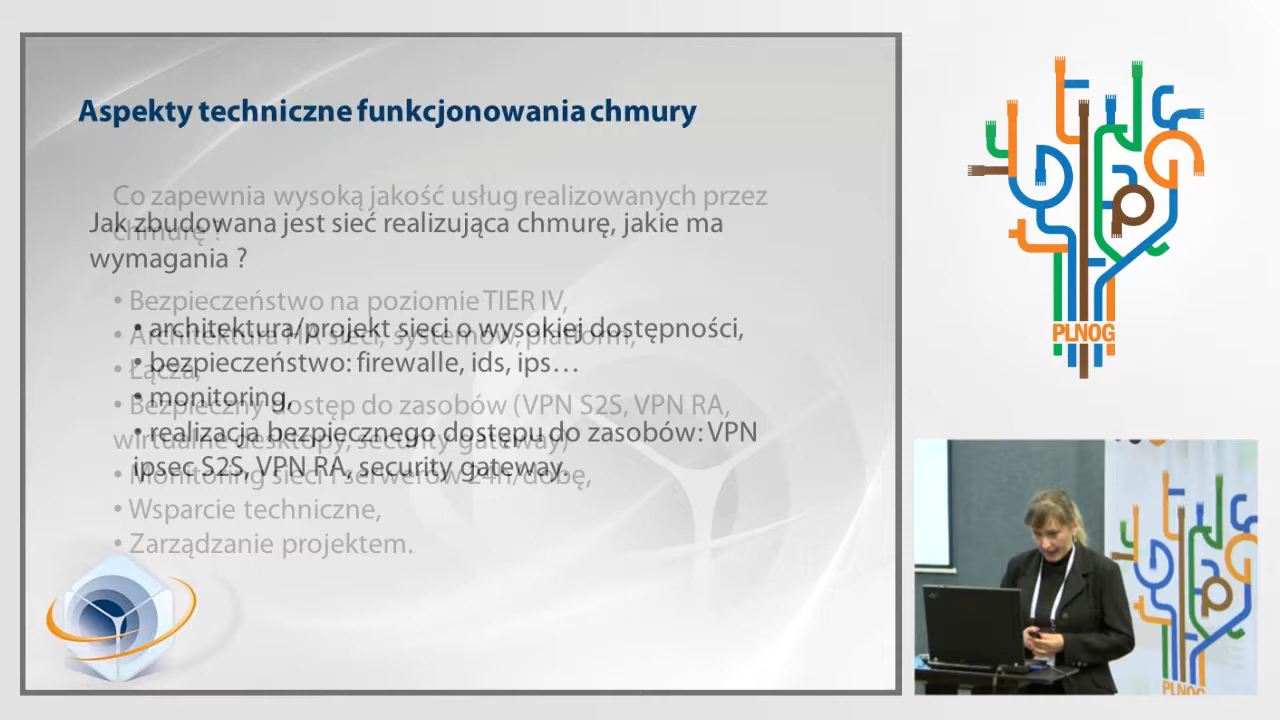 Aspekty techniczne funkcjonowania chmury
Co zapewnia wysoką jakość usług realizowanych przez
chmurę ?
Jak zbudowana jest sieć realizująca chmurę, jakie ma
wymagania ?
• Bezpieczeństwo na poziomie TIER IV,
• Architektura HA sieci, systemów, platform,
• Łącza,
• Bezpieczny dostęp do zasobów (VPN S2S, VPN RA,
wirtualne desktopy, security gateway)
• Monitoring sieci i serwerów 24h/dobę,
• Wsparcie techniczne,
• Zarządzanie projektem.
• architektura/projekt sieci o wysokiej dostępności,
• bezpieczeństwo: firewalle, ids, ips…
• monitoring,
• realizacja bezpiecznego dostępu do zasobów: VPN
ipsec S2S, VPN RA, security gateway.
PLNOG
PLNOG